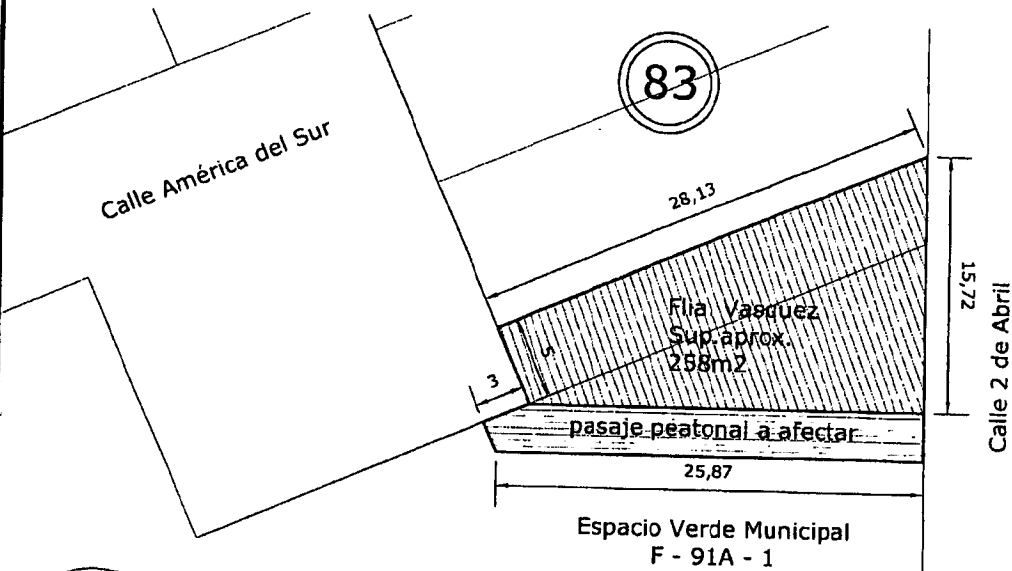 83
Calle América del Sur
28,13
15,72
Calle 2 de Abril
Flia Vasquez
Sup.aprox.
258m2
5
3
pasaje peatonal a afectar
25,87
Espacio Verde Municipal
F - 91A - 1